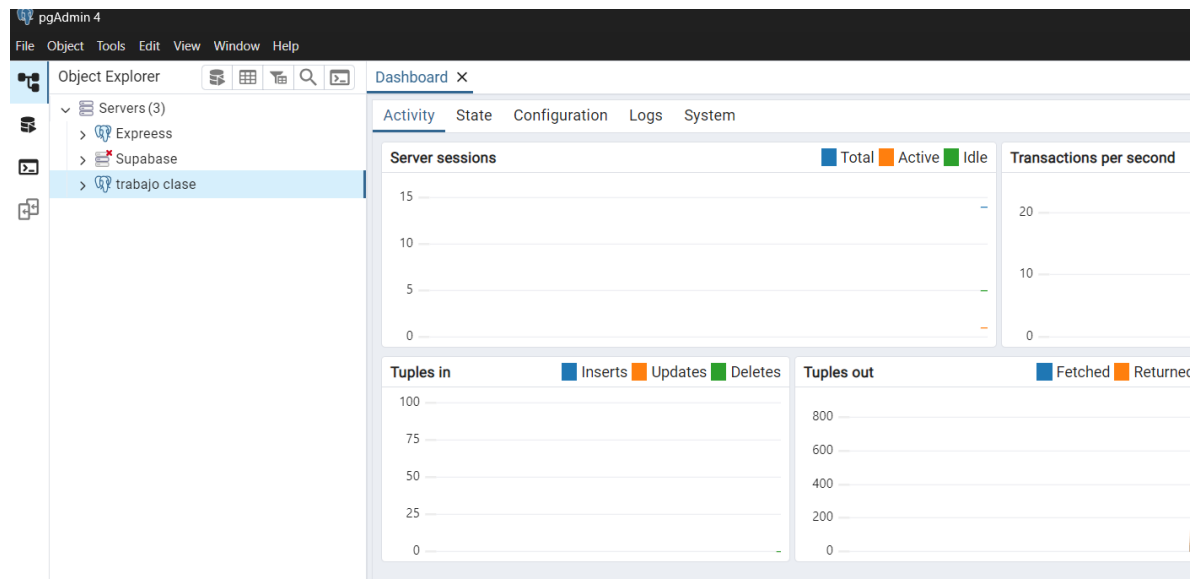 pgAdmin 4
File Object Tools Edit View Window Help
Object Explorer
Servers (3)
Expreess
Supabase
trabajo clase
Dashboard
Activity State Configuration Logs System
Server sessions Total Active Idle
15
10
5
0
Transactions per second
20
10
0
Tuples in Inserts Updates Deletes
100
75
50
25
0
Tuples out Fetched Returned
800
600
400
200
0